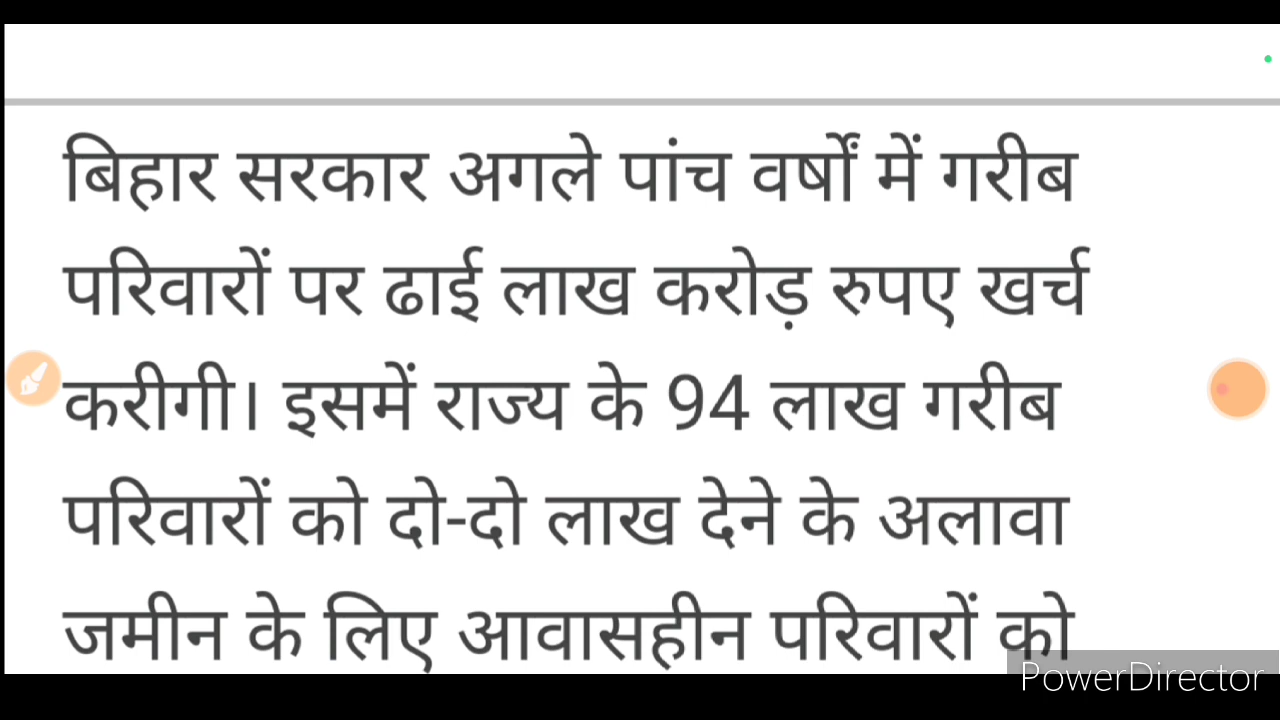 बिहार सरकार अगले पांच वर्षों में गरीब
परिवारों पर ढाई लाख करोड़ रुपए खर्च
करीगी। इसमें राज्य के 94 लाख गरीब
परिवारों को दो-दो लाख देने के अलावा
जमीन के लिए आवासहीन परिवारों को
PowerDirector